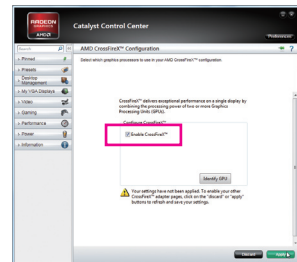 RADEON
GRAPHICS
AMD
Catalyst Control Center
Preferences
Search
AMD CrossFireX™ Configuration
?
Pinned
Select which graphics processors to use in your AMD CrossFireX™ configuration.
Presets
Desktop
Management
My VGA Displays
Video
Gaming
Performance
Power
Information
CrossFireX™ delivers exceptional performance on a single display by
combining the processing power of two or more Graphics
Processing Units (GPUs).
Configure CrossFireX™
Enable CrossFireX™
Identify GPU
Your settings have not been applied. To enable your other
CrossFireX™ adapter pages, click on the "discard" or "apply"
buttons to refresh and save your settings.
Discard
Apply